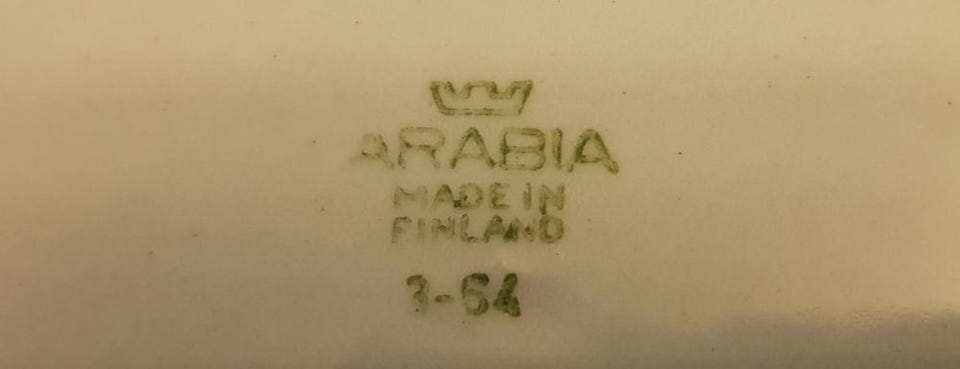 ARABIA
MADE IN
FINLAND
3-64